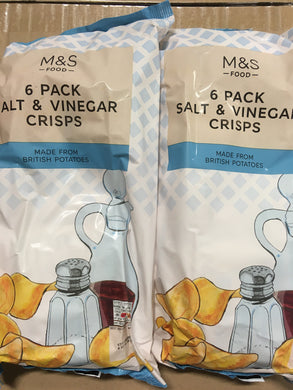 M&S
FOOD
6 PACK
ALT & VINEGAR
CRISPS
MADE FROM
BRITISH POTATOES
M&S
FOOD
6 PACK
SALT & VINEGAR
CRISPS
MADE FROM
BRITISH POTATOES